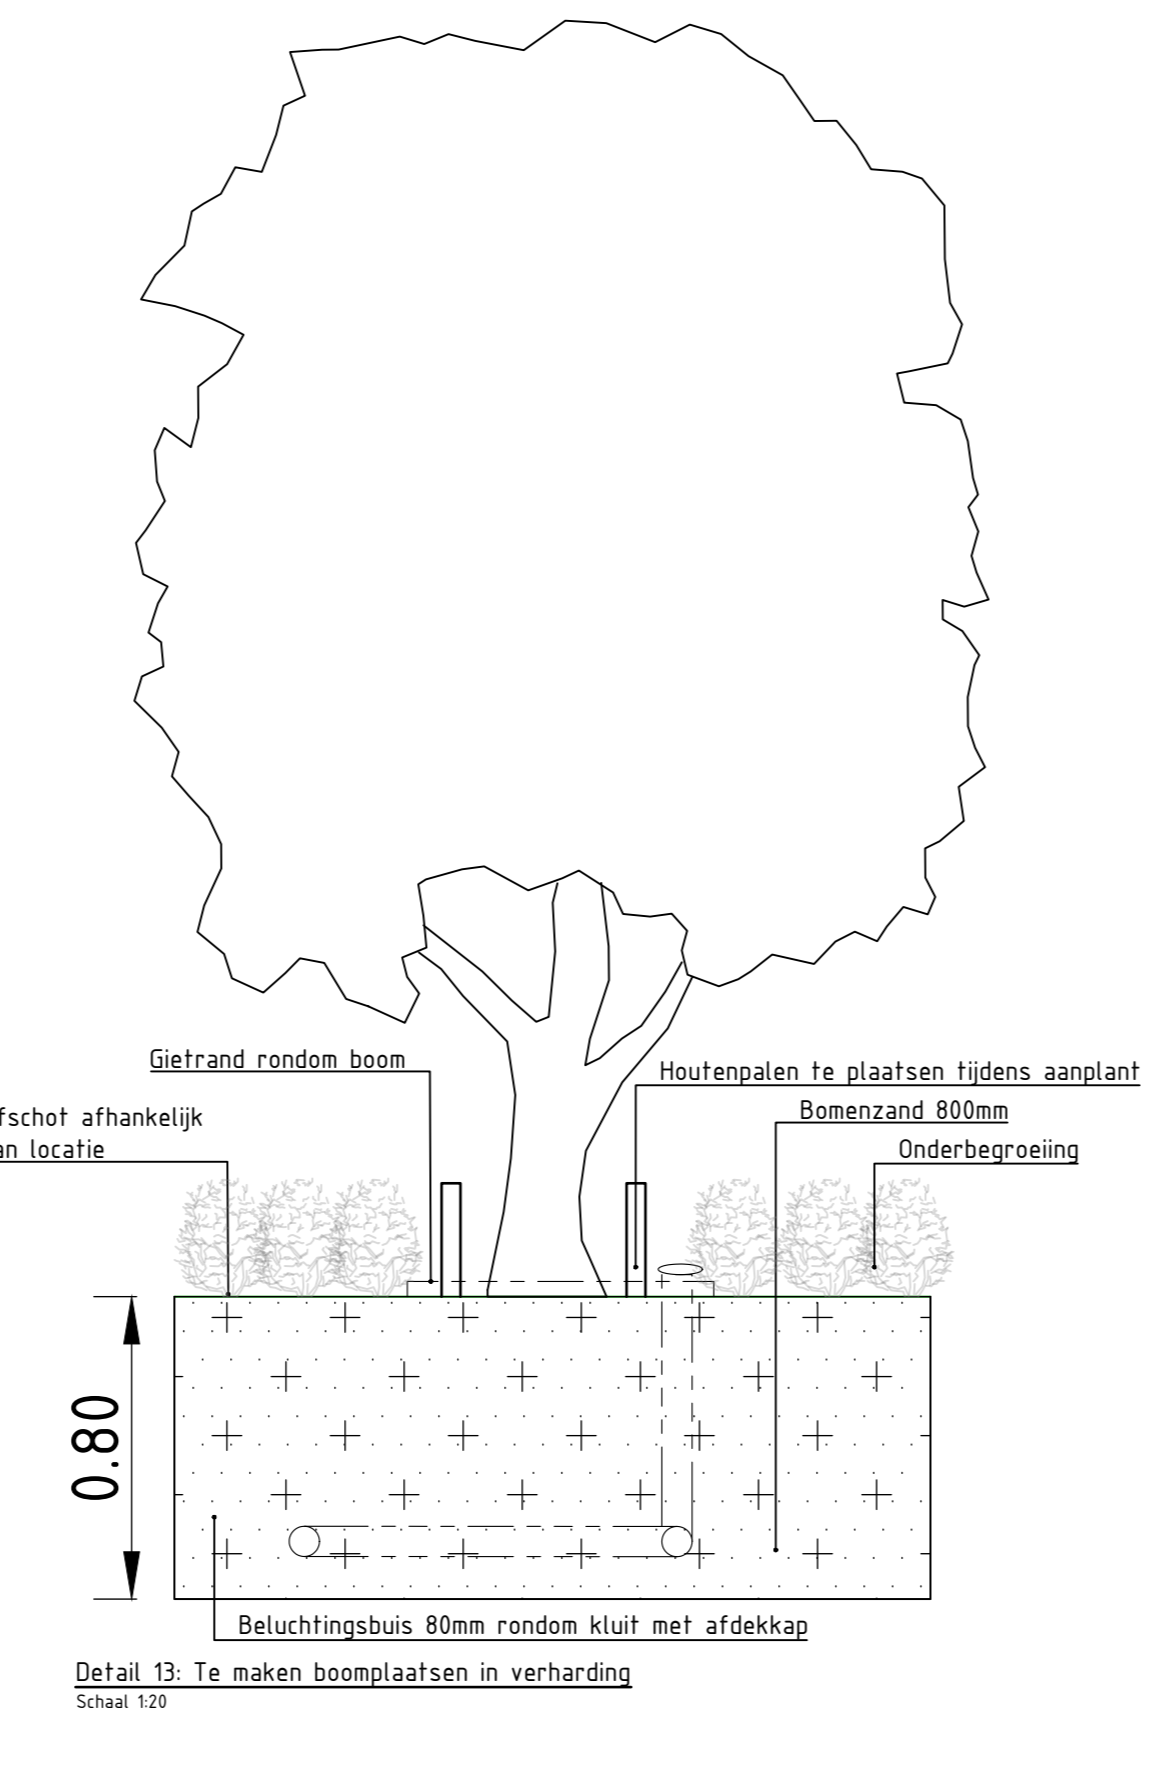 Gietrand rondom boom
Houtenpalen te plaatsen tijdens aanplant
fschot afhankelijk
an locatie
Bomenzand 800mm
Onderbegroeiing
0.80
Beluchtingsbuis 80mm rondom kluit met afdekkap
Detail 13: Te maken boomplaatsen in verharding
Schaal 1:20